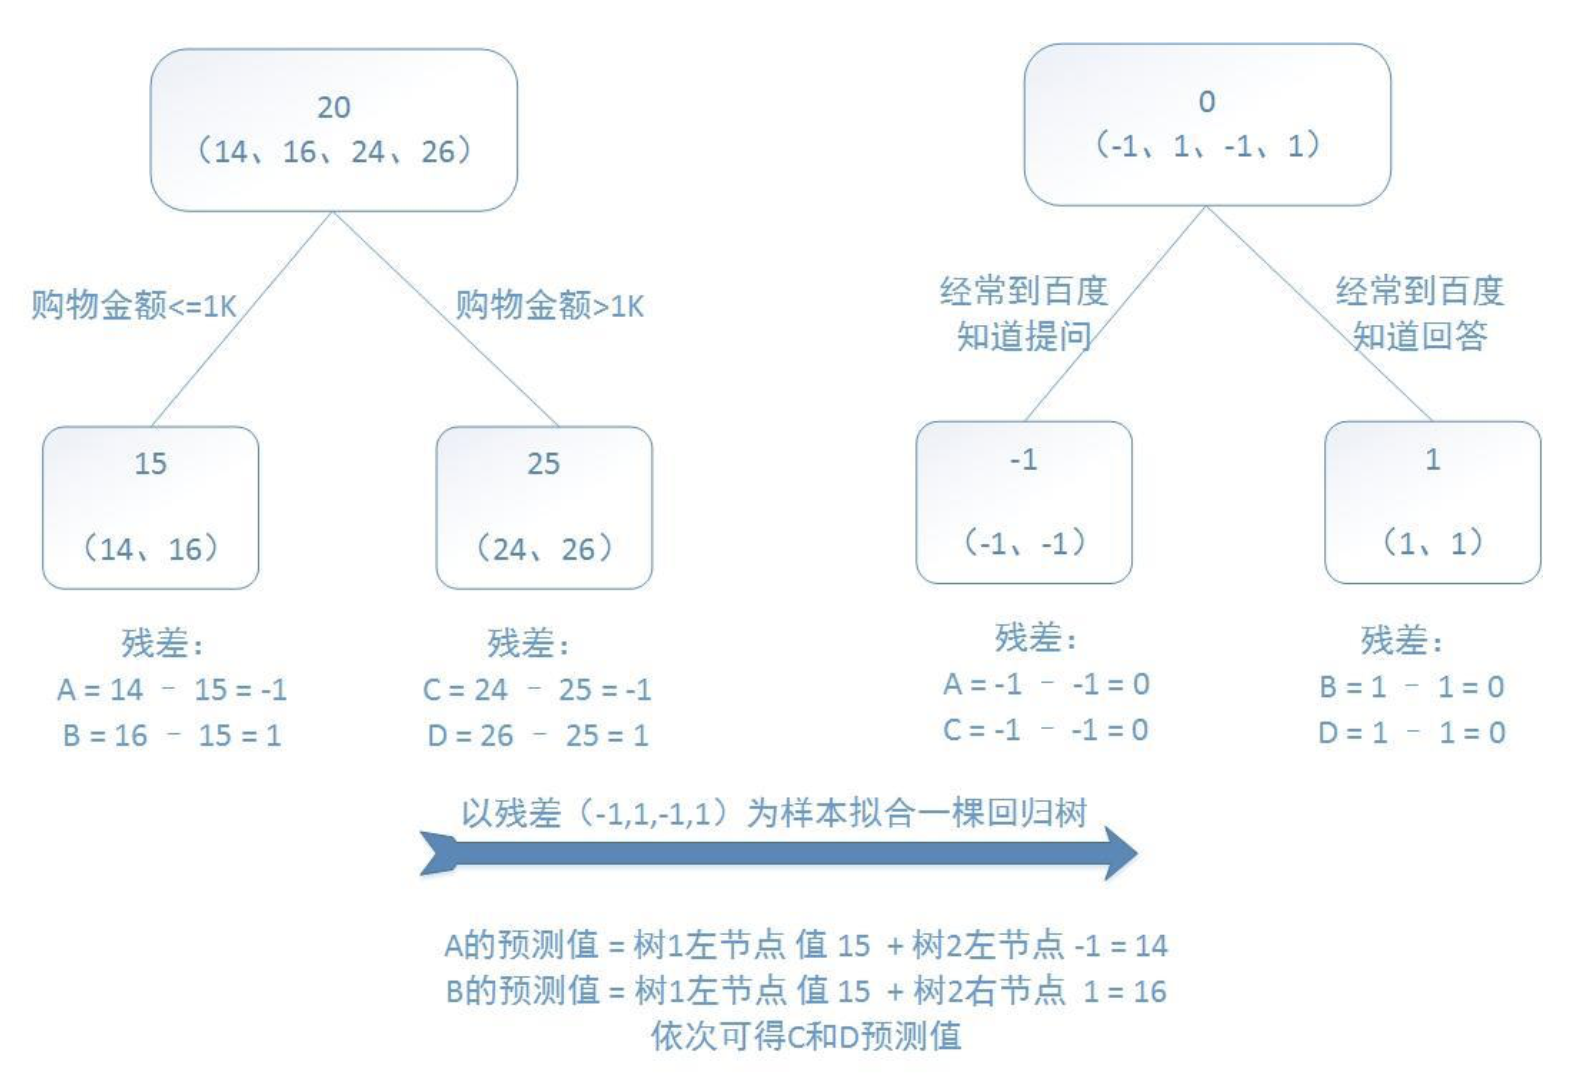 20
（14、16、24、26）
购物金额<=1K
购物金额>1K
15
（14、16）
25
（24、26）
残差：
A = 14 － 15 = -1
B = 16 － 15 = 1
残差：
C = 24 － 25 = -1
D = 26 － 25 = 1
0
（-1、1、-1、1）
经常到百度
知道提问
经常到百度
知道回答
-1
（-1、-1）
1
（1、1）
残差：
A = -1 － -1 = 0
C = -1 － -1 = 0
残差：
B = 1 － 1 = 0
D = 1 － 1 = 0
以残差（-1,1,-1,1）为样本拟合一棵回归树
A的预测值 = 树1左节点 值 15 + 树2左节点 -1 = 14
B的预测值 = 树1左节点 值 15 + 树2右节点 1 = 16
依次可得C和D预测值